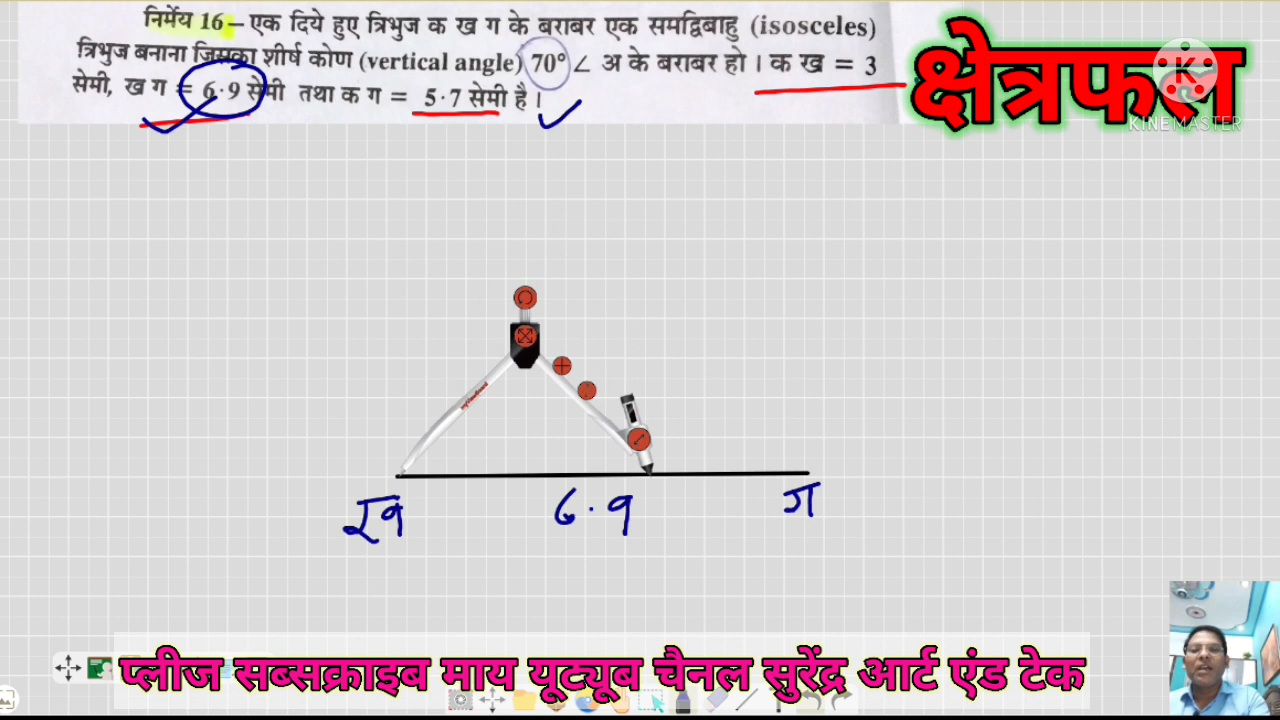 निर्मेय 16 – एक दिये हुए त्रिभुज क ख ग के बराबर एक समद्विबाहु (isosceles)
त्रिभुज बनाना जिसका शीर्ष कोण (vertical angle) 70° ∠ अ के बराबर हो । क ख = 3
सेमी, ख ग = 6·9 सेमी तथा क ग = 5·7 सेमी है ।
क्षेत्रफल
K
KINEMASTER
ख 6.9 ग
प्लीज सब्सक्राइब माय यूट्यूब चैनल सुरेंद्र आर्ट एंड टेक